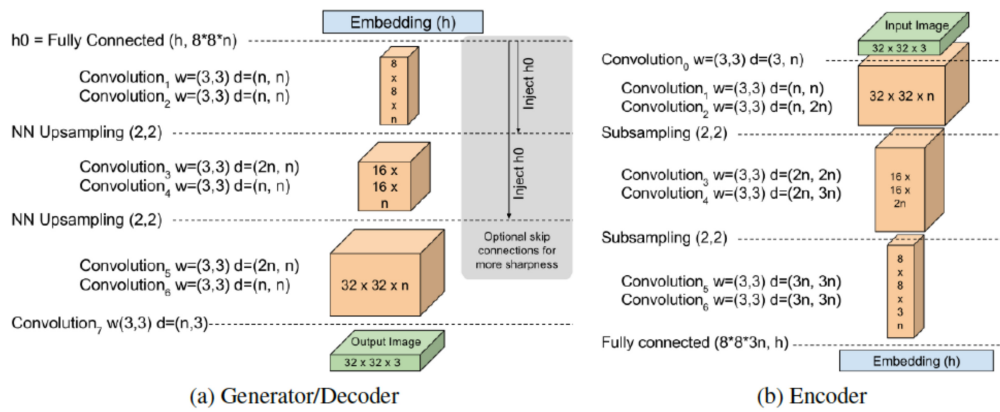 Embedding (h)
h0 = Fully Connected (h, 8*8*n)
8
x
8
x
n
Convolution1 w=(3,3) d=(n, n)
Convolution2 w=(3,3) d=(n, n)
Inject h0
NN Upsampling (2,2)
Convolution3 w=(3,3) d=(2n, n)
Convolution4 w=(3,3) d=(n, n)
16 x
16 x
n
Inject h0
NN Upsampling (2,2)
Optional skip
connections for
more sharpness
Convolution5 w=(3,3) d=(2n, n)
Convolution6 w=(3,3) d=(n, n)
32 x 32 x n
Convolution7 w(3,3) d=(n,3)
Output Image
32 x 32 x 3
(a) Generator/Decoder
Input Image
32 x 32 x 3
Convolution0 w=(3,3) d=(3, n)
Convolution1 w=(3,3) d=(n, n)
Convolution2 w=(3,3) d=(n, 2n)
32 x 32 x n
Subsampling (2,2)
Convolution3 w=(3,3) d=(2n, 2n)
Convolution4 w=(3,3) d=(2n, 3n)
16 x
16 x
2n
Subsampling (2,2)
Convolution5 w=(3,3) d=(3n, 3n)
Convolution6 w=(3,3) d=(3n, 3n)
8
x
8
x
3
n
Fully connected (8*8*3n, h)
Embedding (h)
(b) Encoder